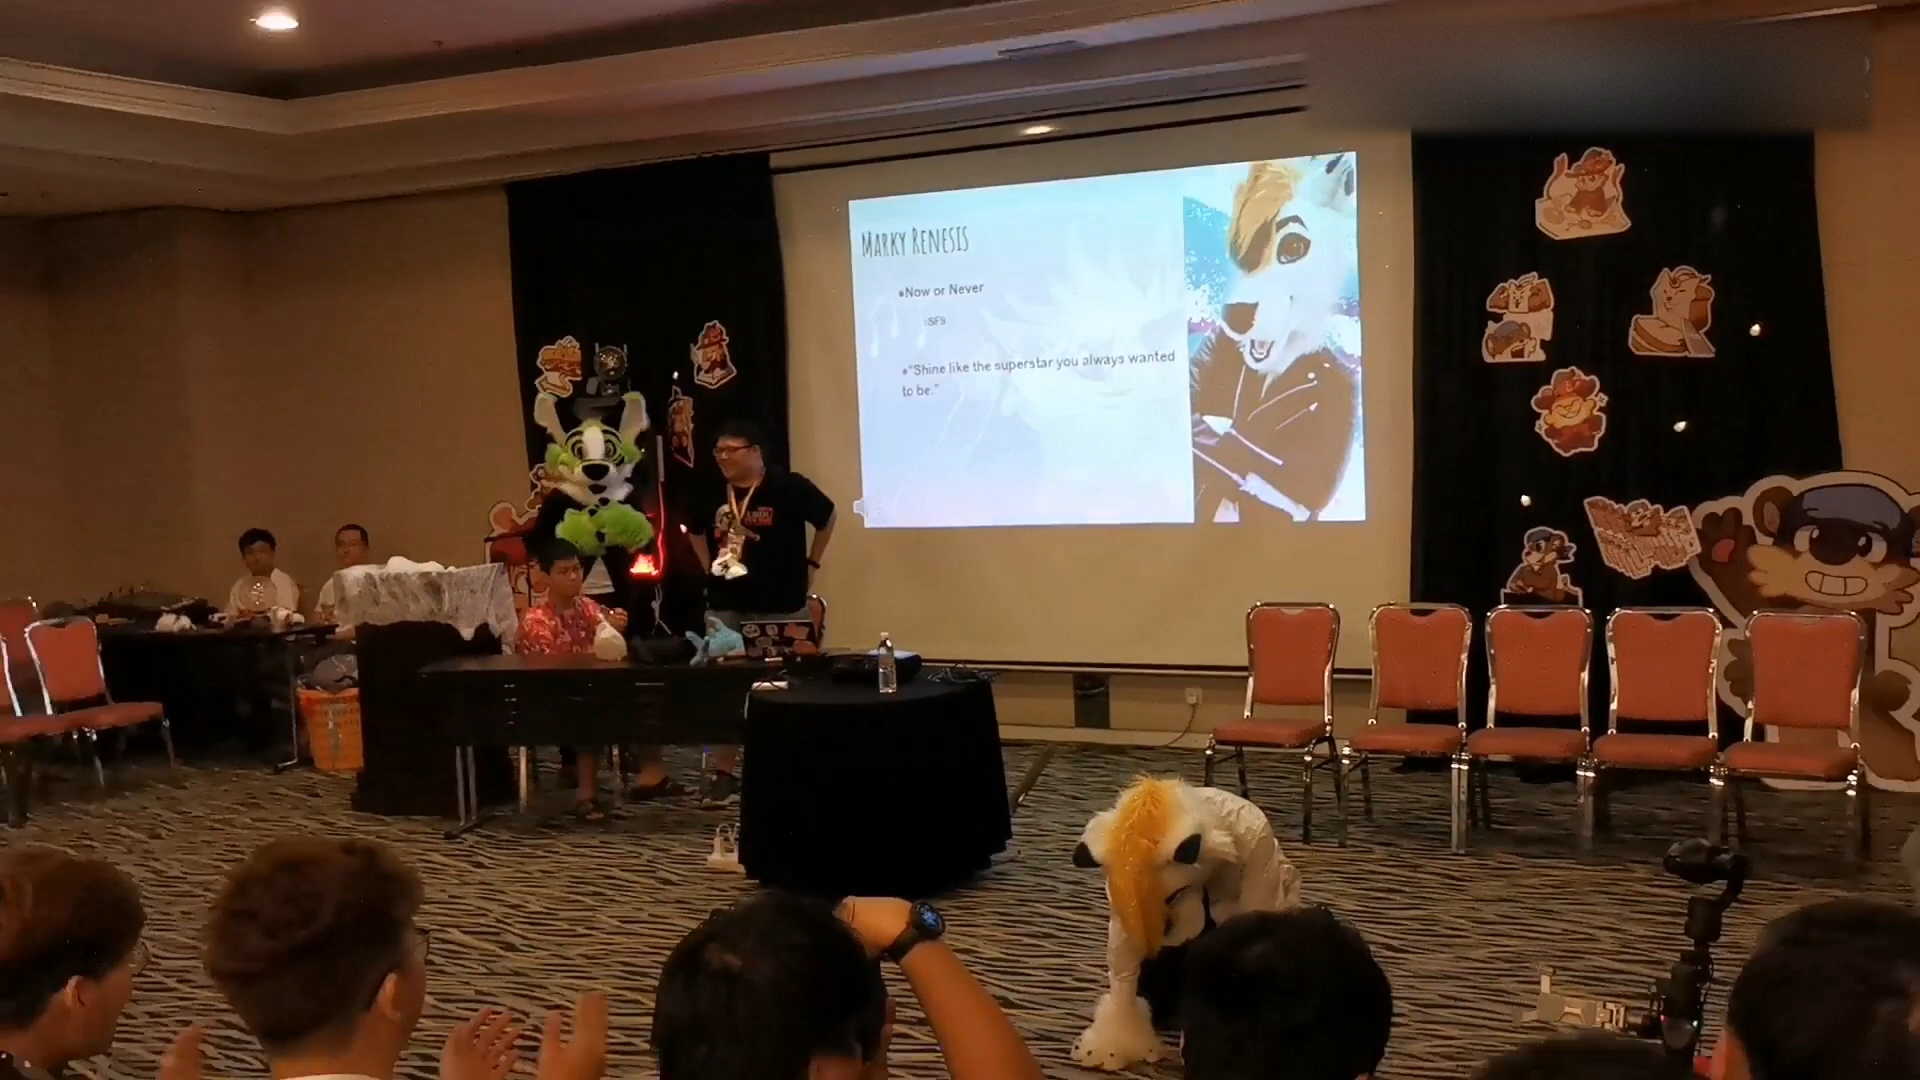 MARKY RENESIS
•Now or Never
○SF9
•"Shine like the superstar you always wanted
to be."